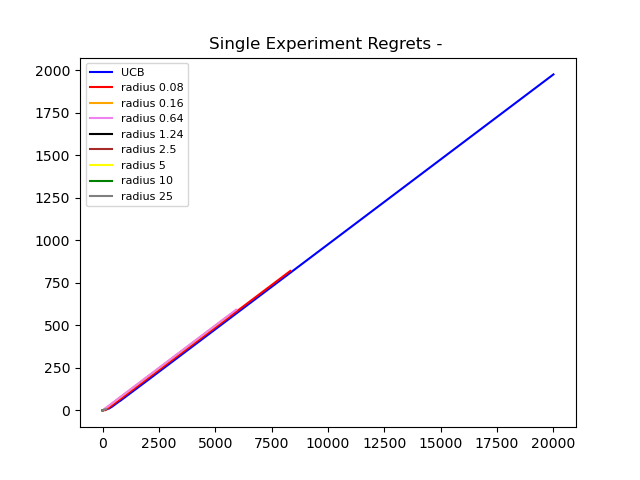 Single Experiment Regrets -
2000
1750
1500
1250
1000
750
500
250
0
UCB
radius 0.08
radius 0.16
radius 0.64
radius 1.24
radius 2.5
radius 5
radius 10
radius 25
0 2500 5000 7500 10000 12500 15000 17500 20000